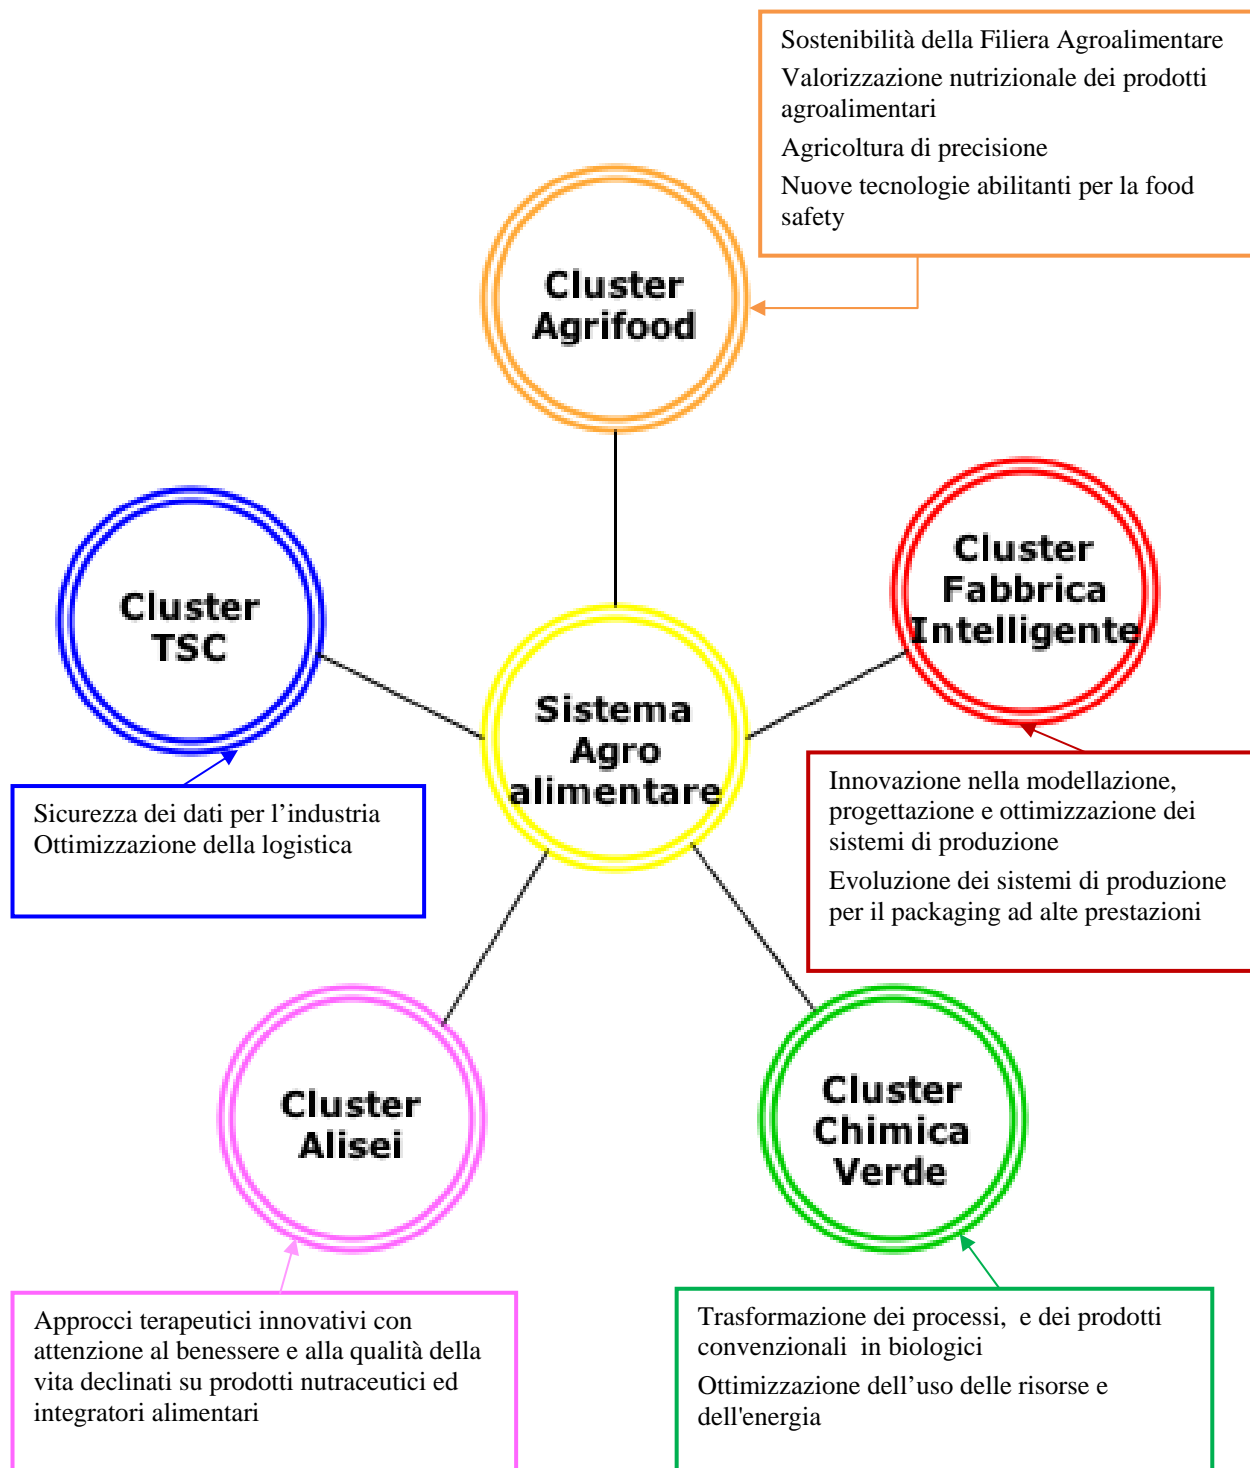 Sostenibilità della Filiera Agroalimentare
Valorizzazione nutrizionale dei prodotti
agroalimentari
Agricoltura di precisione
Nuove tecnologie abilitanti per la food
safety
Cluster
Agrifood
Cluster
TSC
Cluster
Fabbrica
Intelligente
Sistema
Agro
alimentare
Sicurezza dei dati per l’industria
Ottimizzazione della logistica
Innovazione nella modellazione,
progettazione e ottimizzazione dei
sistemi di produzione
Evoluzione dei sistemi di produzione
per il packaging ad alte prestazioni
Cluster
Alisei
Cluster
Chimica
Verde
Approcci terapeutici innovativi con
attenzione al benessere e alla qualità della
vita declinati su prodotti nutraceutici ed
integratori alimentari
Trasformazione dei processi,  e dei prodotti
convenzionali  in biologici
Ottimizzazione dell’uso delle risorse e
dell'energia